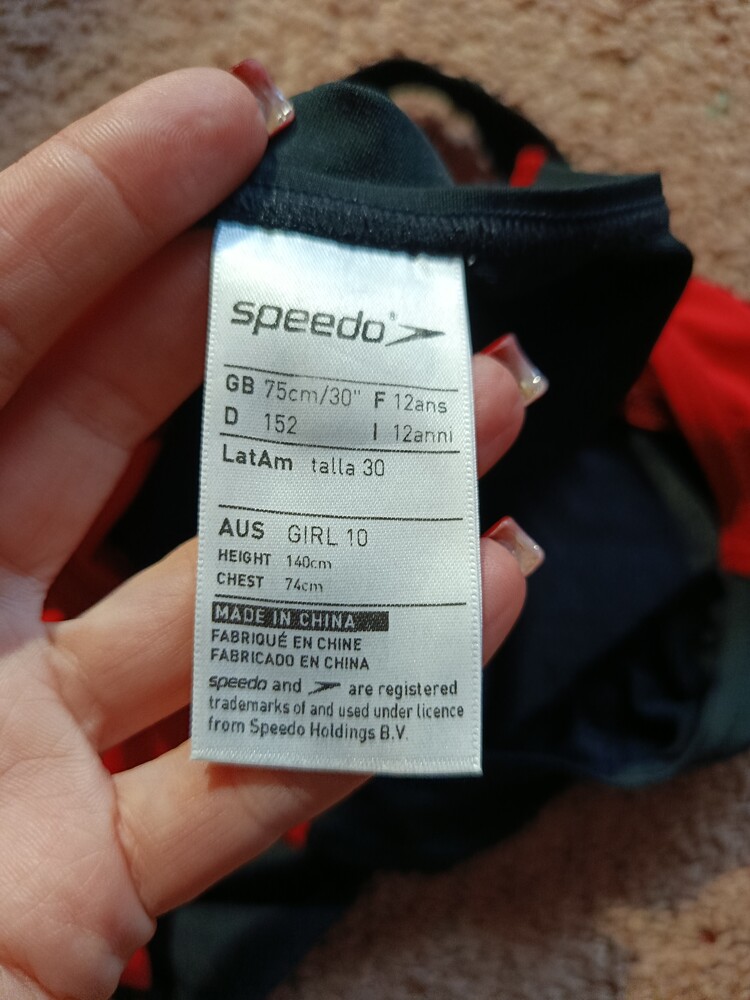 speedo®
GB 75cm/30" F 12ans
D 152 I 12anni
LatAm talla 30
AUS GIRL 10
HEIGHT 140cm
CHEST 74cm
MADE IN CHINA
FABRIQUÉ EN CHINE
FABRICADO EN CHINA
speedo and are registered
trademarks of and used under licence
from Speedo Holdings B.V.